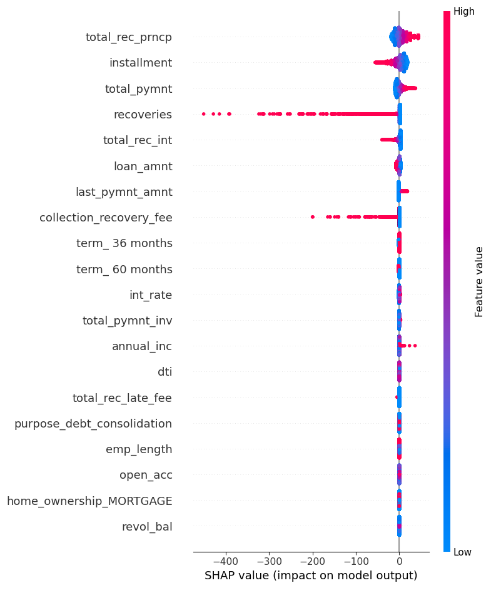 High
total_rec_prncp
installment
total_pymnt
recoveries
total_rec_int
loan_amnt
last_pymnt_amnt
collection_recovery_fee
term_ 36 months
term_ 60 months
int_rate
total_pymnt_inv
annual_inc
dti
total_rec_late_fee
purpose_debt_consolidation
emp_length
open_acc
home_ownership_MORTGAGE
revol_bal
Feature value
Low
−400 −300 −200 −100 0
SHAP value (impact on model output)